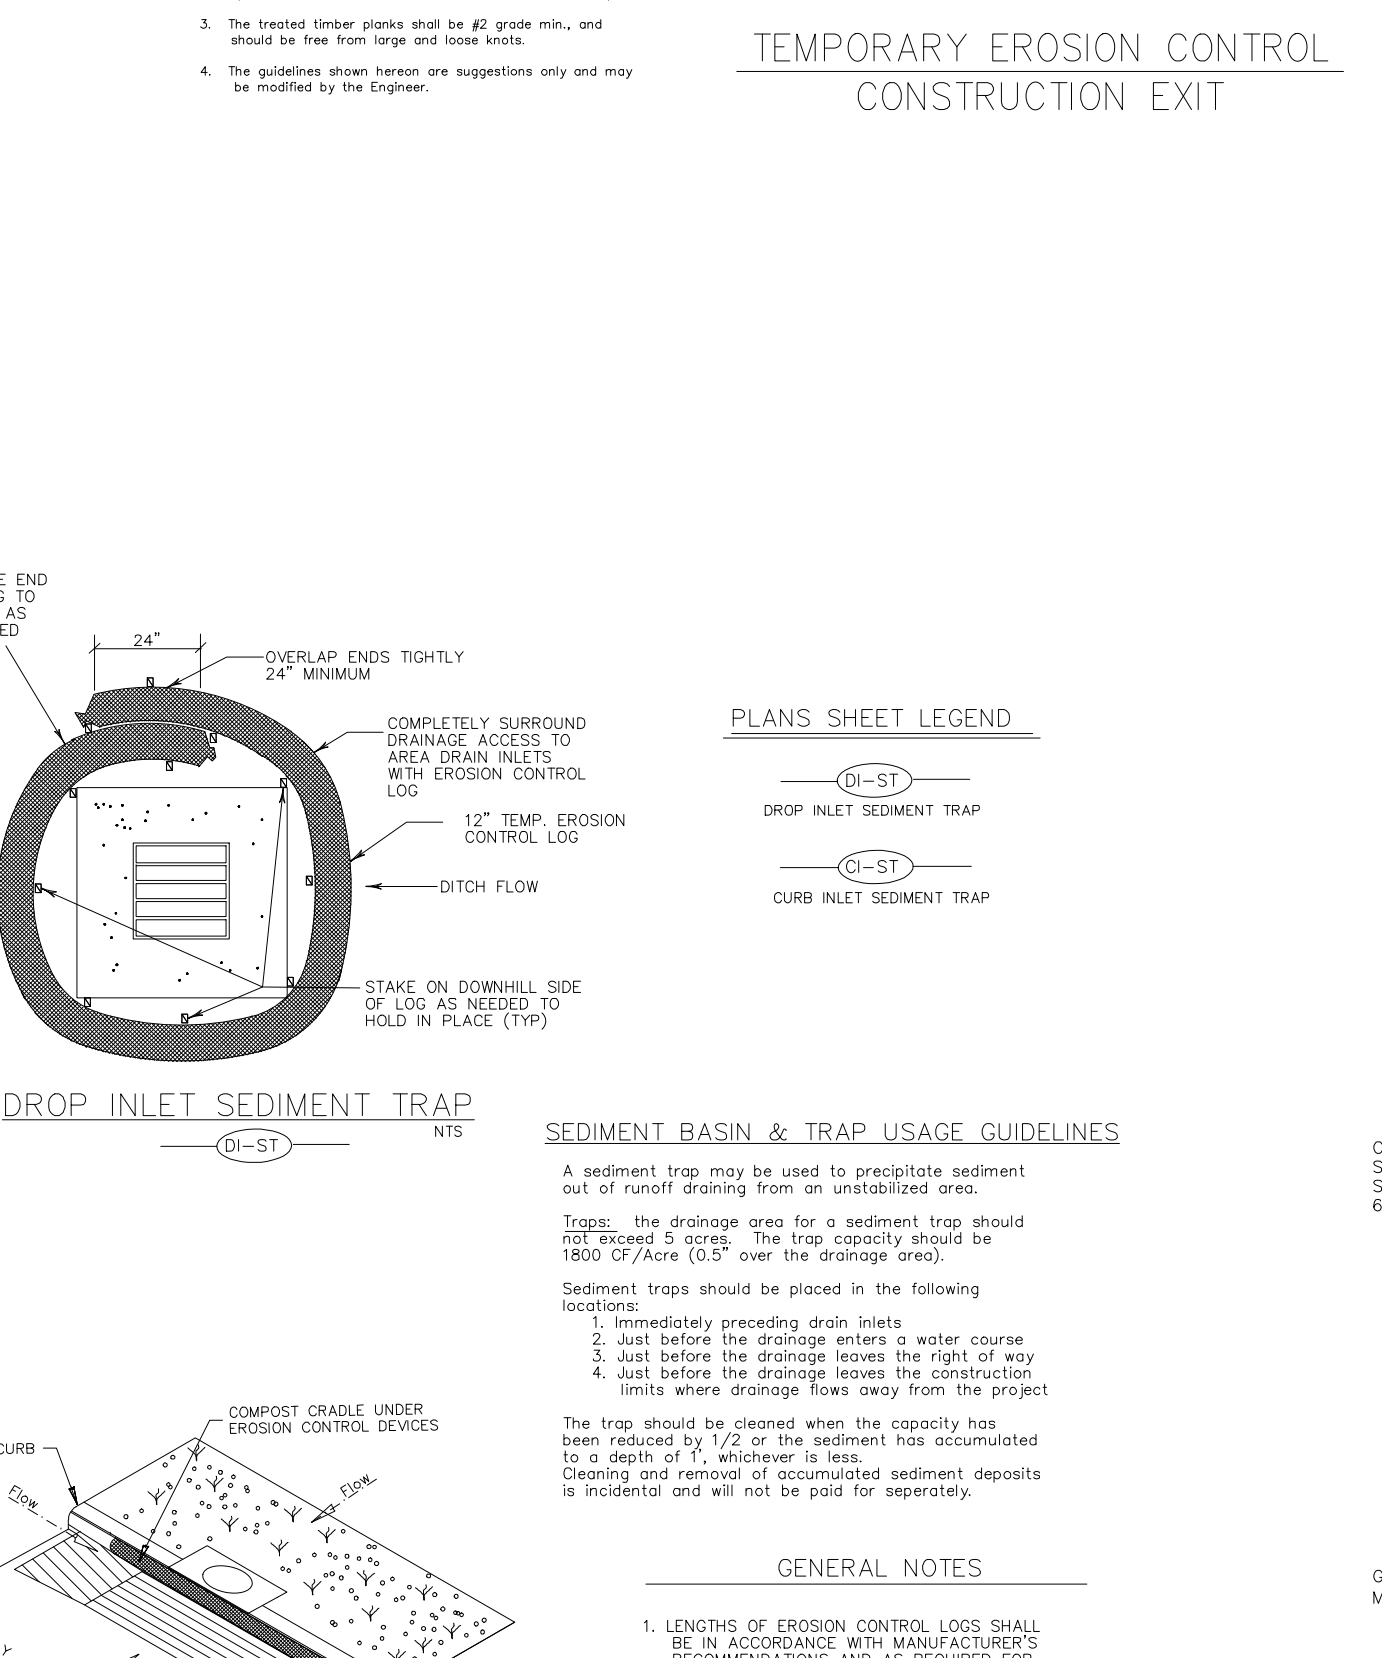 3. The treated timber planks shall be #2 grade min., and
should be free from large and loose knots.
4. The guidelines shown hereon are suggestions only and may
be modified by the Engineer.
TEMPORARY EROSION CONTROL
CONSTRUCTION EXIT
END
TO
AS
24"
OVERLAP ENDS TIGHTLY
24" MINIMUM
COMPLETELY SURROUND
DRAINAGE ACCESS TO
AREA DRAIN INLETS
WITH EROSION CONTROL
LOG
12" TEMP. EROSION
CONTROL LOG
DITCH FLOW
STAKE ON DOWNHILL SIDE
OF LOG AS NEEDED TO
HOLD IN PLACE (TYP)
PLANS SHEET LEGEND
DI-ST
DROP INLET SEDIMENT TRAP
CI-ST
CURB INLET SEDIMENT TRAP
DROP INLET SEDIMENT TRAP
NTS
DI-ST
SEDIMENT BASIN & TRAP USAGE GUIDELINES
A sediment trap may be used to precipitate sediment
out of runoff draining from an unstabilized area.
Traps: the drainage area for a sediment trap should
not exceed 5 acres. The trap capacity should be
1800 CF/Acre (0.5" over the drainage area).
Sediment traps should be placed in the following
locations:
1. Immediately preceding drain inlets
2. Just before the drainage enters a water course
3. Just before the drainage leaves the right of way
4. Just before the drainage leaves the construction
limits where drainage flows away from the project
The trap should be cleaned when the capacity has
been reduced by 1/2 or the sediment has accumulated
to a depth of 1', whichever is less.
Cleaning and removal of accumulated sediment deposits
is incidental and will not be paid for seperately.
COMPOST CRADLE UNDER
EROSION CONTROL DEVICES
CURB
Flow
Flow
GENERAL NOTES
1. LENGTHS OF EROSION CONTROL LOGS SHALL
BE IN ACCORDANCE WITH MANUFACTURER'S
RECOMMENDATIONS AND AS REQUIRED FOR